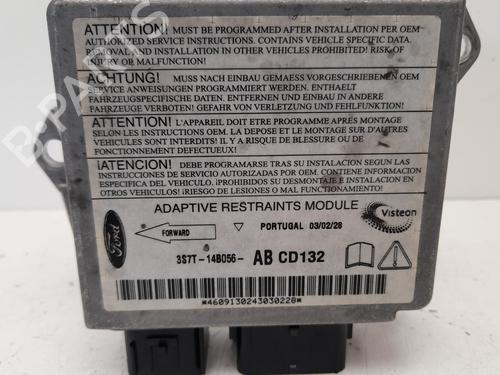 ATTENTION! MUST BE PROGRAMMED AFTER INSTALLATION PER OEM
AUTHORIZED SERVICE INSTRUCTIONS. CONTAINS VEHICLE SPECIFIC DATA.
REMOVAL AND INSTALLATION IN OTHER VEHICLES PROHIBITED! RISK OF INJURY
OR MALFUNCTION!
ACHTUNG! MUSS NACH EINBAU GEMAESS VORGESCHRIEBENEN OEM
SERVICE ANWEISUNGEN PROGRAMMIERT WERDEN. ENTHAELT
FAHRZEUGSPEZIFISCHE DATEN. ENTFERNEN UND EINBAU IN ANDERE
FAHRZEUGE VERBOTEN! GEFAHR VON VERLETZUNG UND FEHLFUNKTION!
ATTENTION! L'APPAREIL DOIT ETRE PROGRAMME APRÉS MONTAGE
SELON LES INSTRUCTIONS OEM. LA DEPOSE ET LE MONTAGE SUR D'AUTRES
VEHICULES SONT INTERDITS! IL Y A RISQUE DE BLESSURE OU DE
FONCTIONNEMENT DEFECTUEUX!
¡ATENCION! DEBE PROGRAMARSE TRAS SU INSTALACION SEGUN LAS
INSTRUCCIONES DE SERVICIO AUTORIZADAS POR OEM. CONTIENE INFORMACION
ESPECIFICA DEL VEHICULO. ¡PROHIBIDOS SU DESMONTAJE E INSTALACION
EN OTROS VEHICULOS! ¡RIESGO DE LESIONES O MAL FUNCIONAMIENTO!
ADAPTIVE RESTRAINTS MODULE
Ford FORWARD PORTUGAL 03/02/28 Visteon
3S7T-14B056- AB CD132
*4609130243030228*
B-PARTS